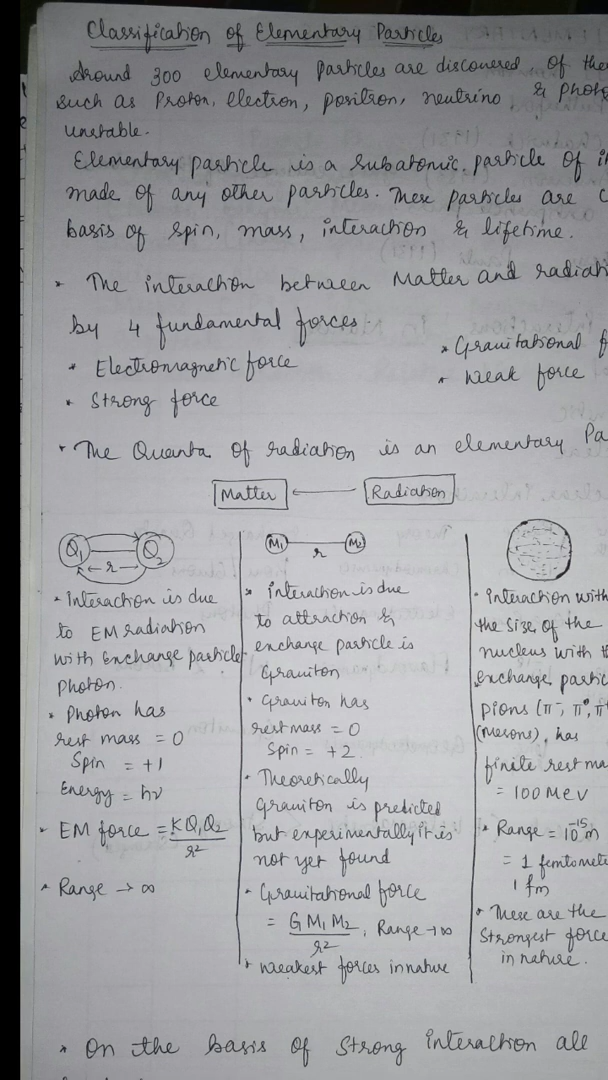 Classification of Elementary Particles
Around 300 elementary particles are discovered, of the
such as Proton, electron, positron, neutrino, & phot
unstable.
Elementary particle is a subatomic particle of i
made of any other particles. These particles are c
basis of spin, mass, interaction & lifetime.
* The interaction between Matter and radiati
by 4 fundamental forces
* Electromagnetic force
* Gravitational f
* Strong force
* Weak force
* The Quanta of radiation is an elementary Pa
Matter ← Radiation
Q1 Q2
← r →
* Interaction is due
to EM radiation
with Exchange particle
Photon.
* Photon has
rest mass = 0
Spin = +1
Energy = hν
* EM force = KQ1Q2/r²
* Range → ∞
M1 M2
r
* interaction is due
to attraction &
exchange particle is
Graviton
* Graviton has
rest mass = 0
Spin = +2
* Theoretically
Graviton is predicted
but experimentally it is
not yet found
* Gravitational force
= G M1 M2/r², Range → ∞
* Weakest forces in nature
* Interaction with
the size of the
nucleus with t
exchange partic
pions (π⁻, π⁰, π
(Mesons), has
finite rest ma
= 100 MeV
* Range = 10⁻¹⁵ m
= 1 femtomete
1 fm
* These are the
Strongest force
in nature.
* On the basis of Strong interaction all